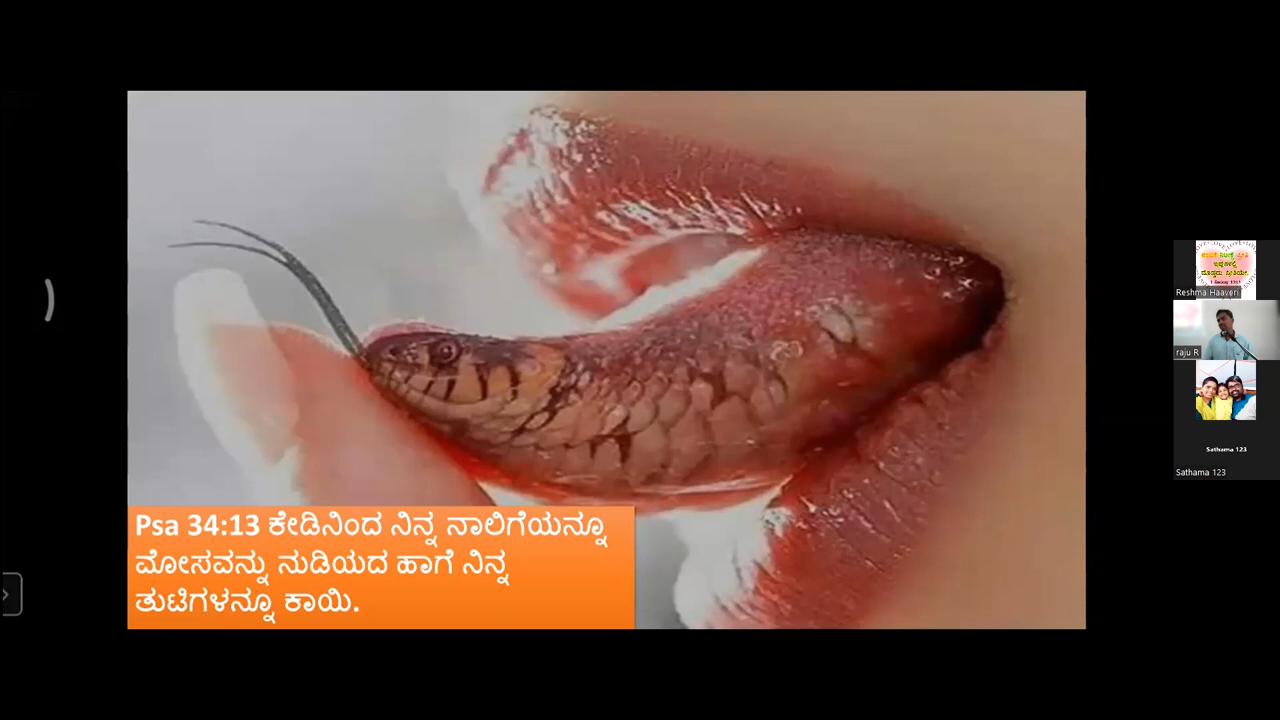 Psa 34:13 ಕೇಡಿನಿಂದ ನಿನ್ನ ನಾಲಿಗೆಯನ್ನೂ
ಮೋಸವನ್ನು ನುಡಿಯದ ಹಾಗೆ ನಿನ್ನ
ತುಟಿಗಳನ್ನೂ ಕಾಯಿ.
Reshma Haaveri
raju R
Sathama 123
Sathama 123